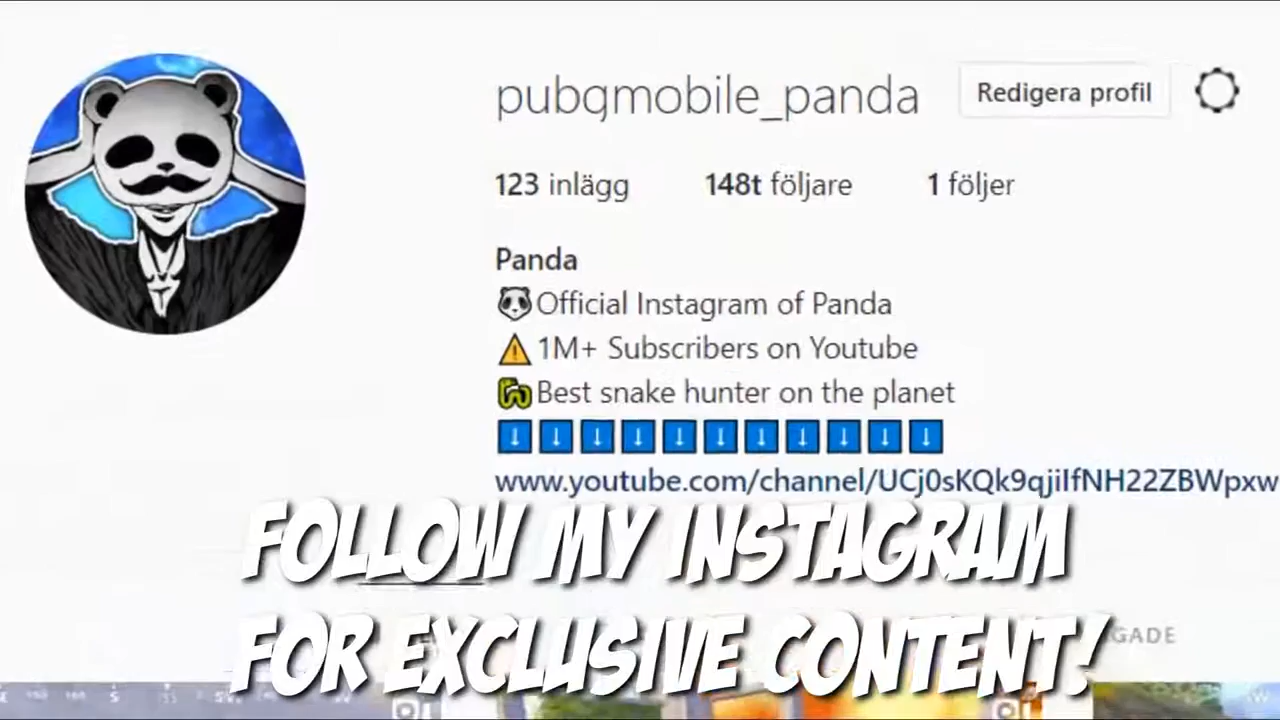 pubgmobile_panda Redigera profil
123 inlägg 148t följare 1 följer
Panda
Official Instagram of Panda
1M+ Subscribers on Youtube
Best snake hunter on the planet
www.youtube.com/channel/UCj0sKQk9qjiIfNH22ZBWpxw
FOLLOW MY INSTAGRAM
FOR EXCLUSIVE CONTENT!